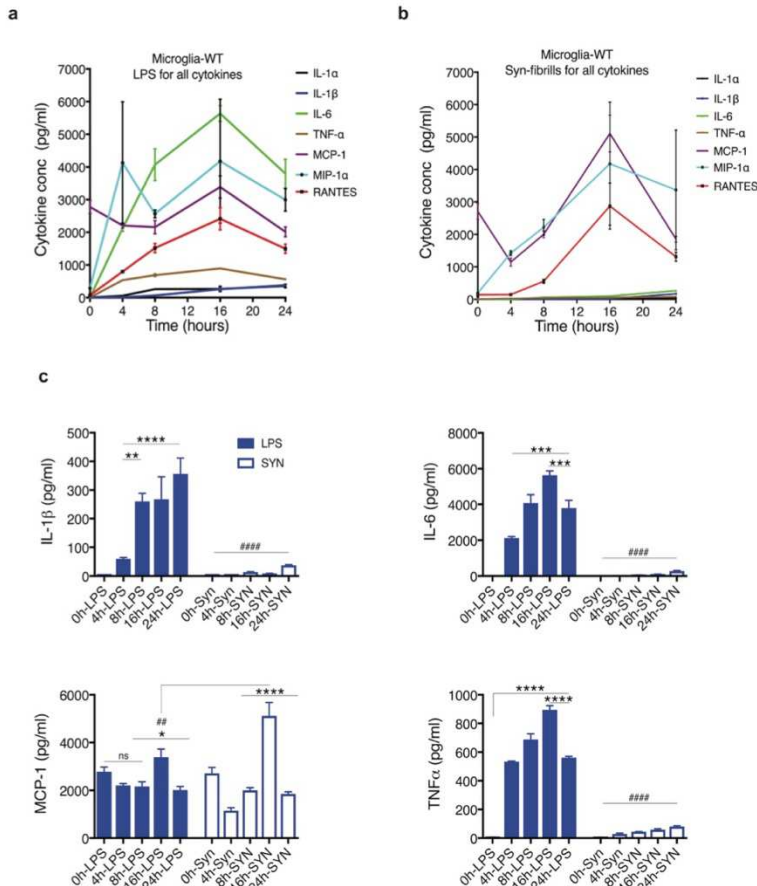 a
Microglia-WT
LPS for all cytokines
Cytokine conc (pg/ml)
7000
6000
5000
4000
3000
2000
1000
0
0 4 8 12 16 20 24
Time (hours)
IL-1α
IL-1β
IL-6
TNF-α
MCP-1
MIP-1α
RANTES
b
Microglia-WT
Syn-fibrills for all cytokines
Cytokine conc (pg/ml)
7000
6000
5000
4000
3000
2000
1000
0
0 4 8 12 16 20 24
Time (hours)
IL-1α
IL-1β
IL-6
TNF-α
MCP-1
MIP-1α
RANTES
c
IL-1β (pg/ml)
500
400
300
200
100
0
****
**
LPS
SYN
####
0h-LPS
4h-LPS
8h-LPS
16h-LPS
24h-LPS
0h-Syn
4h-Syn
8h-SYN
16h-SYN
24h-SYN
IL-6 (pg/ml)
8000
6000
4000
2000
0
***
***
####
0h-LPS
4h-LPS
8h-LPS
16h-LPS
24h-LPS
0h-Syn
4h-Syn
8h-SYN
16h-SYN
24h-SYN
MCP-1 (pg/ml)
6000
4000
2000
0
ns
##
*
****
0h-LPS
4h-LPS
8h-LPS
16h-LPS
24h-LPS
0h-Syn
4h-Syn
8h-SYN
16h-SYN
24h-SYN
TNFα (pg/ml)
1000
800
600
400
200
0
****
****
####
0h-LPS
4h-LPS
8h-LPS
16h-LPS
24h-LPS
0h-Syn
4h-Syn
8h-SYN
16h-SYN
24h-SYN